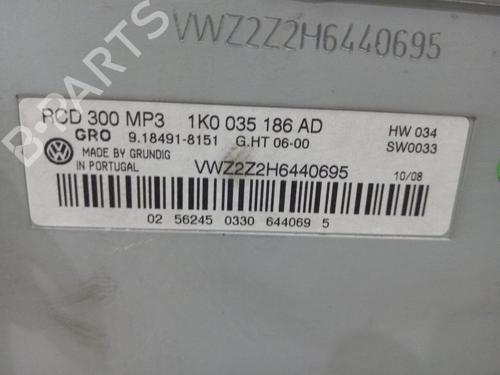 VWZ2Z2H6440695
RCD 300 MP3 1K0 035 186 AD HW 034
GRO 9.18491-8151 G.HT 06-00 SW0033
MADE BY GRUNDIG VWZ2Z2H6440695 10/08
IN PORTUGAL
02 56245 0330 644069 5
B-PARTS